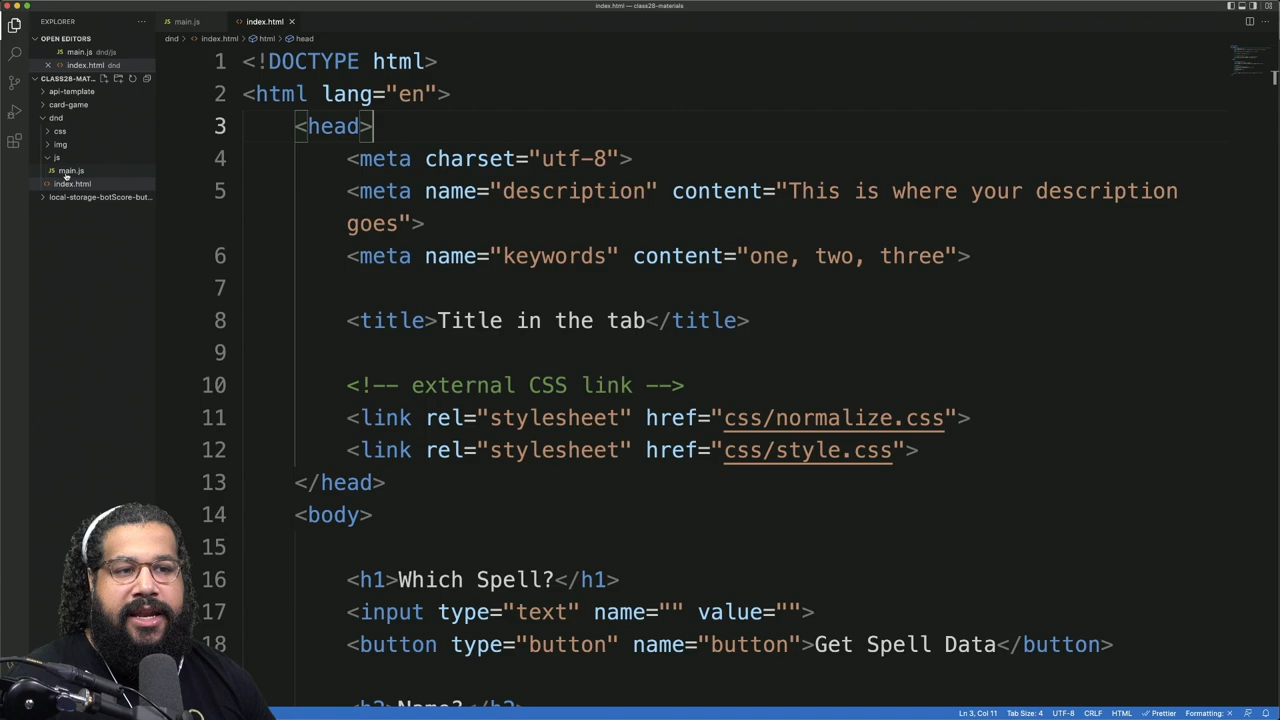 index.html — class28-materials
EXPLORER
main.js
index.html
OPEN EDITORS
main.js dnd/js
index.html dnd
CLASS28-MAT...
api-template
card-game
dnd
css
img
js
main.js
index.html
local-storage-botScore-but...
dnd > index.html > html > head
1 <!DOCTYPE html>
2 <html lang="en">
3 <head>
4 <meta charset="utf-8">
5 <meta name="description" content="This is where your description
goes">
6 <meta name="keywords" content="one, two, three">
7
8 <title>Title in the tab</title>
9
10 <!-- external CSS link -->
11 <link rel="stylesheet" href="css/normalize.css">
12 <link rel="stylesheet" href="css/style.css">
13 </head>
14 <body>
15
16 <h1>Which Spell?</h1>
17 <input type="text" name="" value="">
18 <button type="button" name="button">Get Spell Data</button>
Ln 3, Col 11 Tab Size: 4 UTF-8 CRLF HTML Prettier Formatting: ×